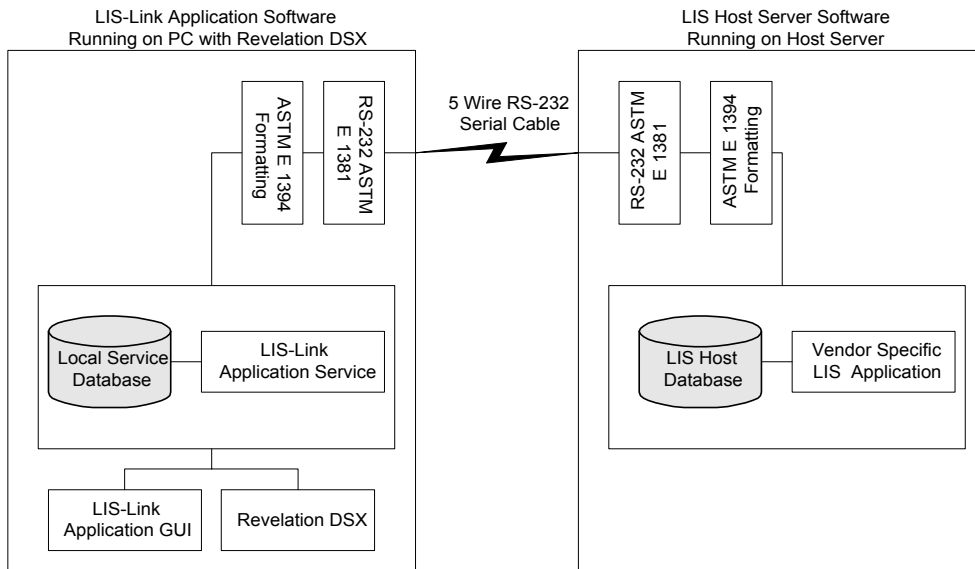 LIS-Link Application Software
Running on PC with Revelation DSX
ASTM E 1394
Formatting
RS-232 ASTM
E 1381
Local Service
Database
LIS-Link
Application Service
LIS-Link
Application GUI
Revelation DSX
5 Wire RS-232
Serial Cable
LIS Host Server Software
Running on Host Server
RS-232 ASTM
E 1381
ASTM E 1394
Formatting
LIS Host
Database
Vendor Specific
LIS Application